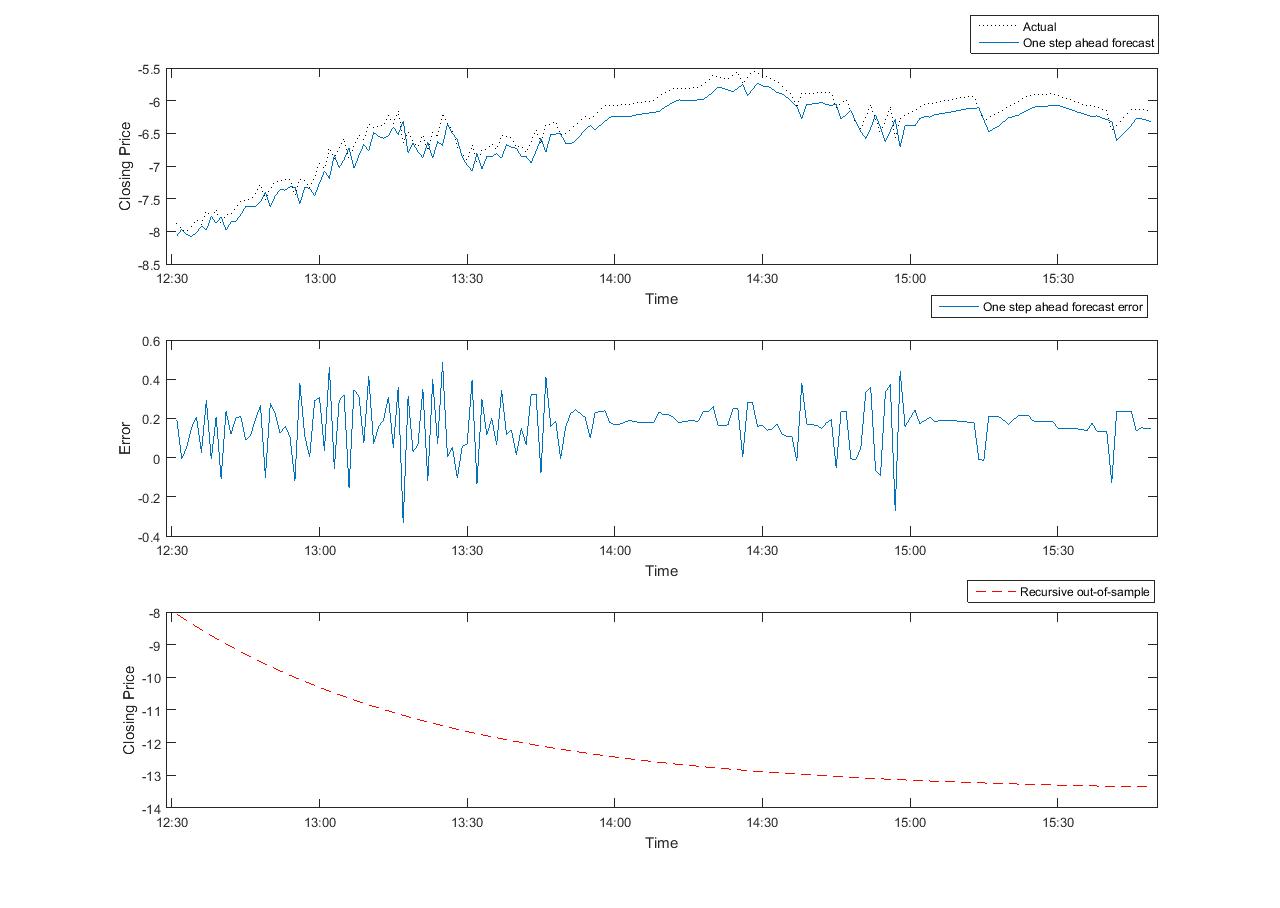 Actual
One step ahead forecast
-5.5
-6
-6.5
-7
-7.5
-8
-8.5
Closing Price
12:30 13:00 13:30 14:00 14:30 15:00 15:30
Time
One step ahead forecast error
0.6
0.4
0.2
0
-0.2
-0.4
Error
12:30 13:00 13:30 14:00 14:30 15:00 15:30
Time
Recursive out-of-sample
-8
-9
-10
-11
-12
-13
-14
Closing Price
12:30 13:00 13:30 14:00 14:30 15:00 15:30
Time